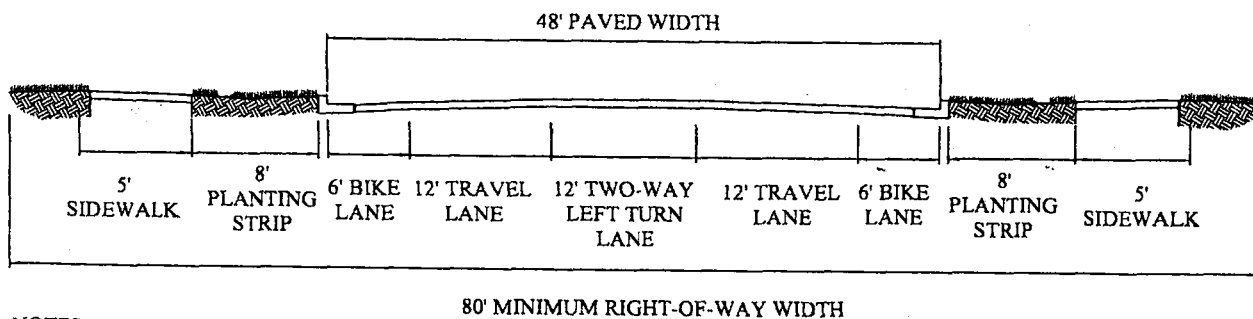 48' PAVED WIDTH
5'
SIDEWALK
8'
PLANTING
STRIP
6' BIKE
LANE
12' TRAVEL
LANE
12' TWO-WAY
LEFT TURN
LANE
12' TRAVEL
LANE
6' BIKE
LANE
8'
PLANTING
STRIP
5'
SIDEWALK
80' MINIMUM RIGHT-OF-WAY WIDTH